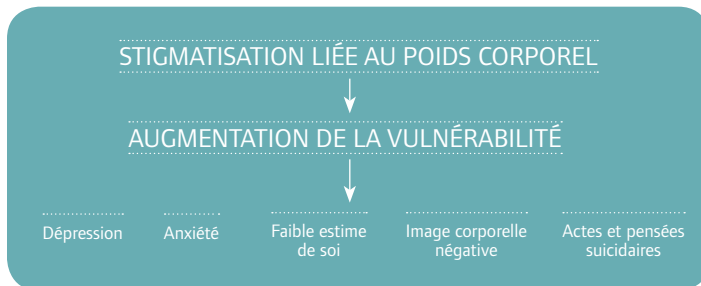 STIGMATISATION LIÉE AU POIDS CORPOREL
AUGMENTATION DE LA VULNÉRABILITÉ
Dépression
Anxiété
Faible estime
de soi
Image corporelle
négative
Actes et pensées
suicidaires